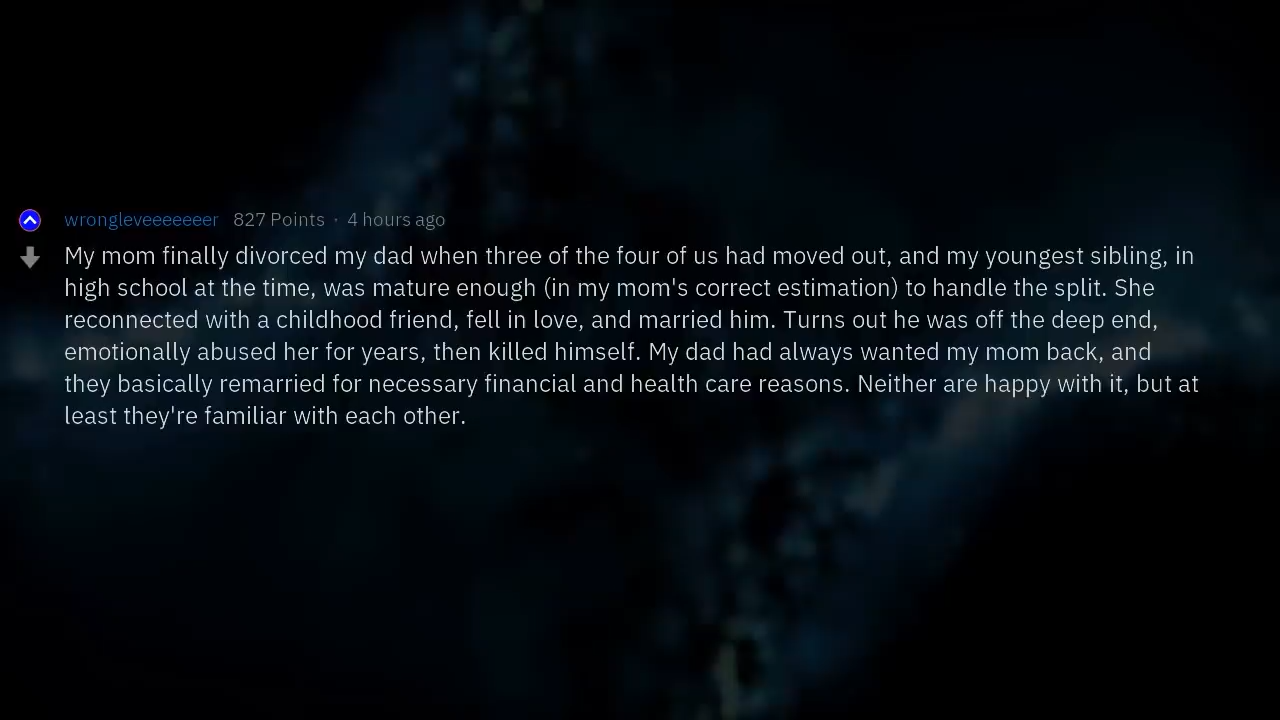 wrongleveeeeeeer 827 Points · 4 hours ago
My mom finally divorced my dad when three of the four of us had moved out, and my youngest sibling, in
high school at the time, was mature enough (in my mom's correct estimation) to handle the split. She
reconnected with a childhood friend, fell in love, and married him. Turns out he was off the deep end,
emotionally abused her for years, then killed himself. My dad had always wanted my mom back, and
they basically remarried for necessary financial and health care reasons. Neither are happy with it, but at
least they're familiar with each other.